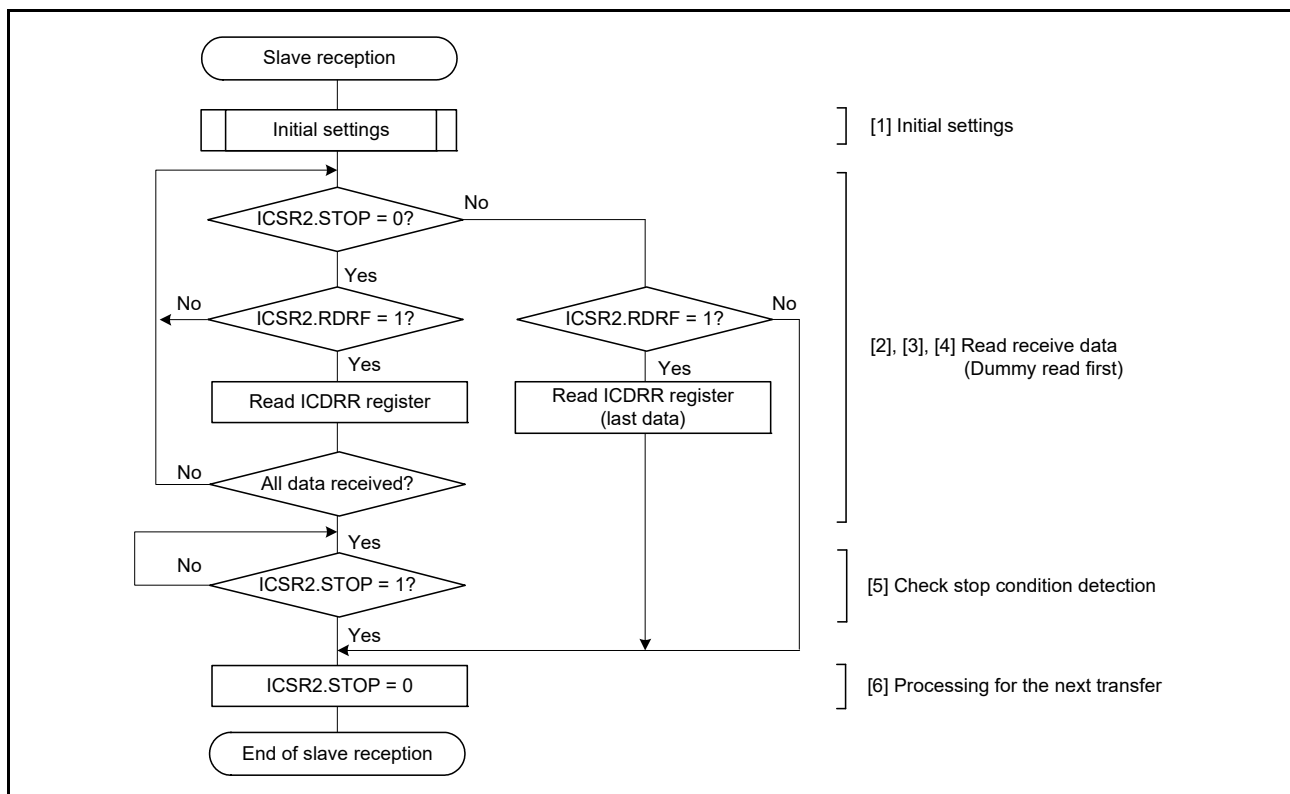 Slave reception
Initial settings
[1] Initial settings
ICSR2.STOP = 0?
No
Yes
No
ICSR2.RDRF = 1?
ICSR2.RDRF = 1?
No
[2], [3], [4] Read receive data
(Dummy read first)
Yes
Yes
Read ICDRR register
Read ICDRR register
(last data)
No
All data received?
Yes
No
ICSR2.STOP = 1?
[5] Check stop condition detection
Yes
ICSR2.STOP = 0
[6] Processing for the next transfer
End of slave reception